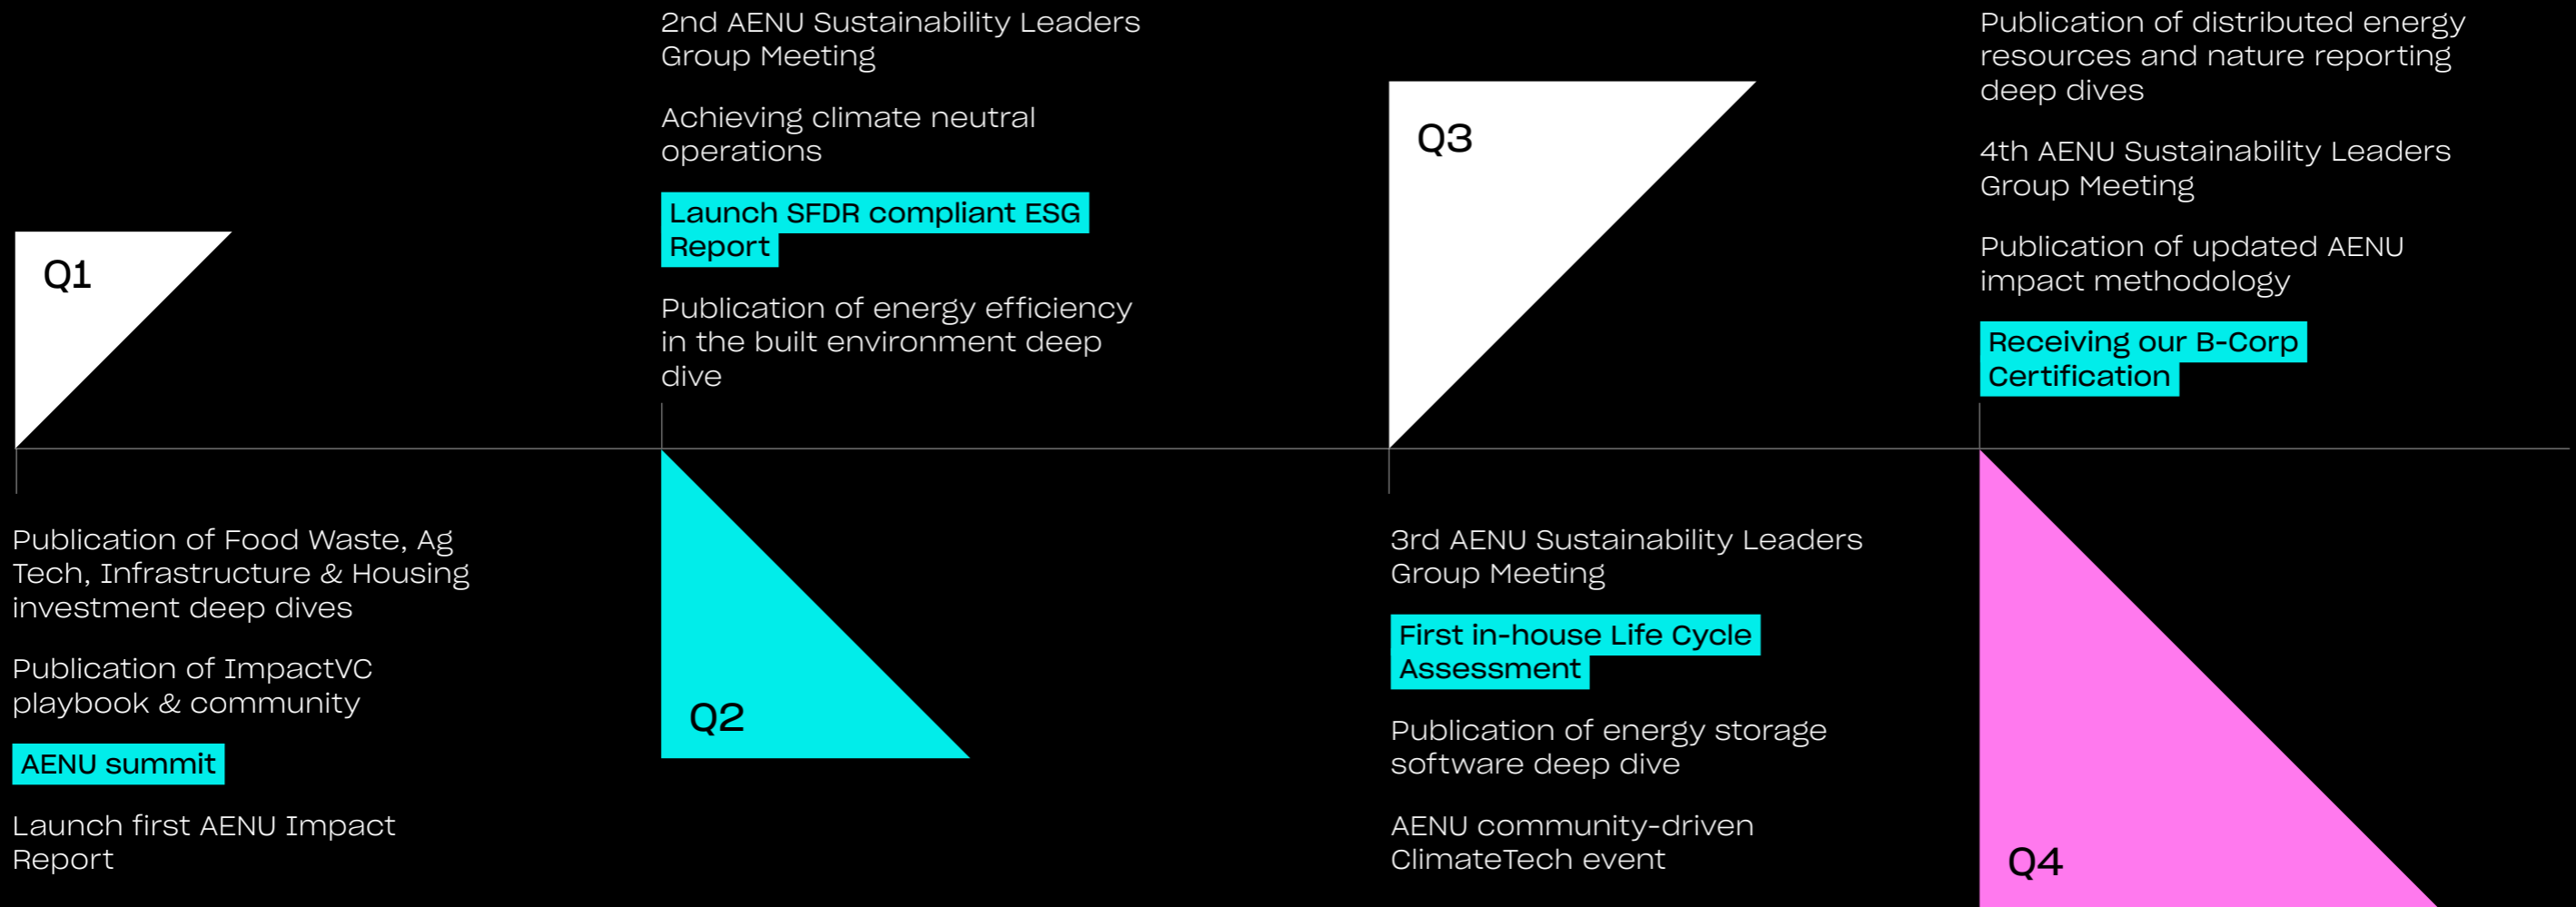 Q1
Publication of Food Waste, Ag
Tech, Infrastructure & Housing
investment deep dives
Publication of ImpactVC
playbook & community
AENU summit
Launch first AENU Impact
Report
2nd AENU Sustainability Leaders
Group Meeting
Achieving climate neutral
operations
Launch SFDR compliant ESG
Report
Publication of energy efficiency
in the built environment deep
dive
Q2
Q3
3rd AENU Sustainability Leaders
Group Meeting
First in-house Life Cycle
Assessment
Publication of energy storage
software deep dive
AENU community-driven
ClimateTech event
Publication of distributed energy
resources and nature reporting
deep dives
4th AENU Sustainability Leaders
Group Meeting
Publication of updated AENU
impact methodology
Receiving our B-Corp
Certification
Q4